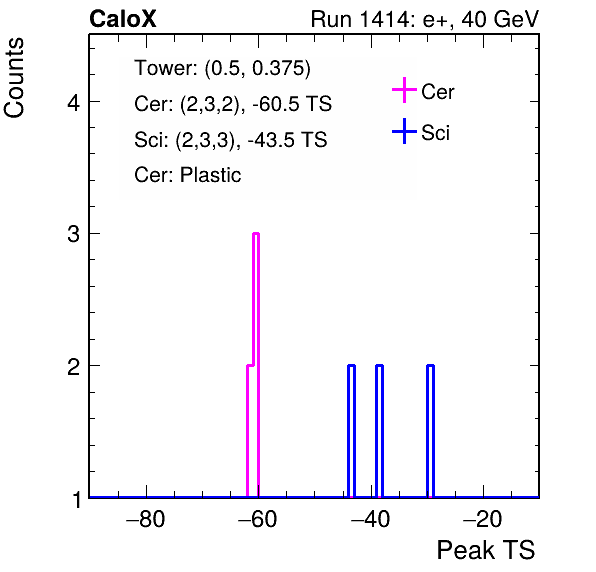 CaloX Run 1414: e+, 40 GeV
Counts
Tower: (0.5, 0.375)
Cer: (2,3,2), -60.5 TS
Sci: (2,3,3), -43.5 TS
Cer: Plastic
Cer
Sci
4
3
2
1
−80 −60 −40 −20
Peak TS